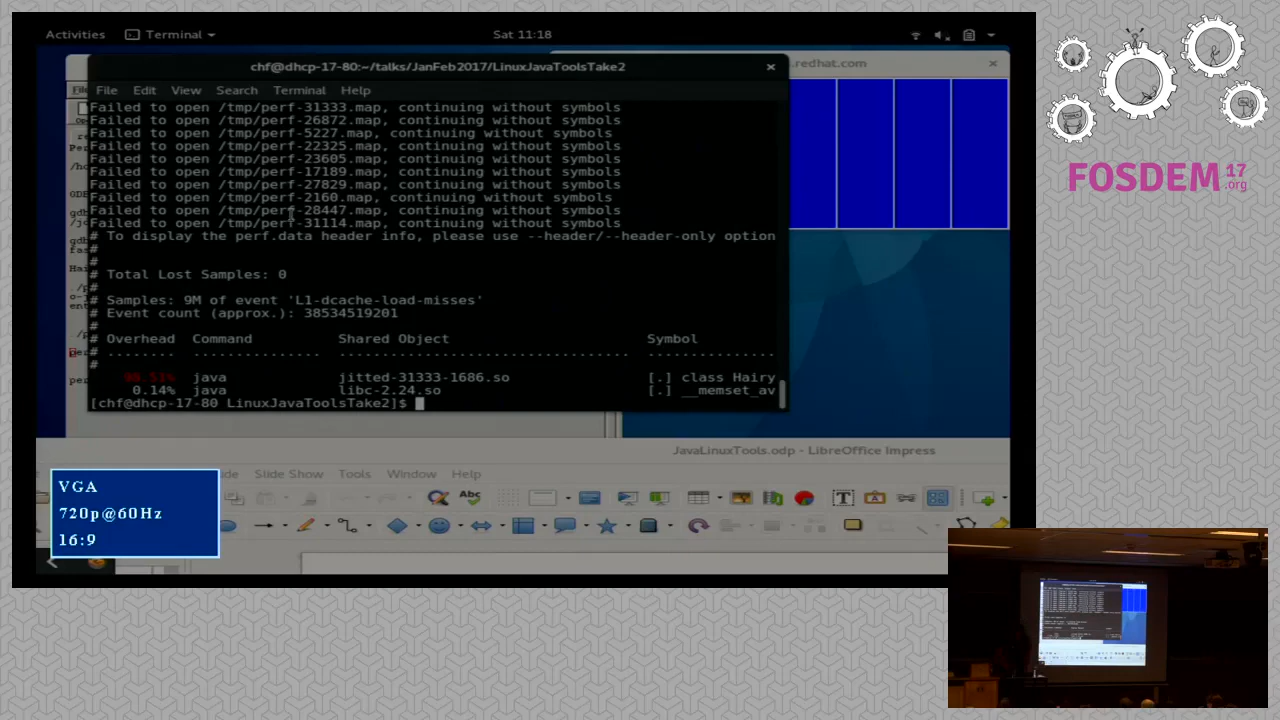 Activities Terminal Sat 11:18
chf@dhcp-17-80:~/talks/JanFeb2017/LinuxJavaToolsTake2 × .redhat.com ×
File Edit View Search Terminal Help
Failed to open /tmp/perf-31333.map, continuing without symbols
Failed to open /tmp/perf-26872.map, continuing without symbols
Failed to open /tmp/perf-5227.map, continuing without symbols
Failed to open /tmp/perf-22325.map, continuing without symbols
Failed to open /tmp/perf-23605.map, continuing without symbols
Failed to open /tmp/perf-17189.map, continuing without symbols
Failed to open /tmp/perf-27829.map, continuing without symbols
Failed to open /tmp/perf-2160.map, continuing without symbols
Failed to open /tmp/perf-28447.map, continuing without symbols
Failed to open /tmp/perf-31114.map, continuing without symbols
# To display the perf.data header info, please use --header/--header-only option
#
#
# Total Lost Samples: 0
#
# Samples: 9M of event 'L1-dcache-load-misses'
# Event count (approx.): 38534519201
#
# Overhead Command Shared Object Symbol
# ........ ............... .................................. ...............
#
java jitted-31333-1686.so [.] class Hairy
0.14% java libc-2.24.so [.] __memset_av
[chf@dhcp-17-80 LinuxJavaToolsTake2]$
JavaLinuxTools.odp - LibreOffice Impress
Slide Show Tools Window Help
VGA
720p@60Hz
16:9
FOSDEM 17
.org